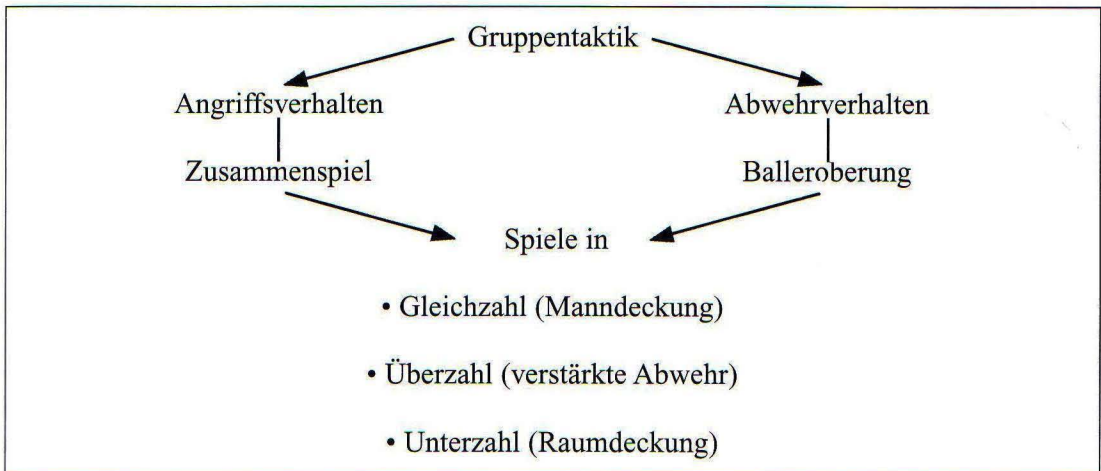 Gruppentaktik
Angriffsverhalten Abwehrverhalten
Zusammenspiel Balleroberung
Spiele in
• Gleichzahl (Manndeckung)
• Überzahl (verstärkte Abwehr)
• Unterzahl (Raumdeckung)